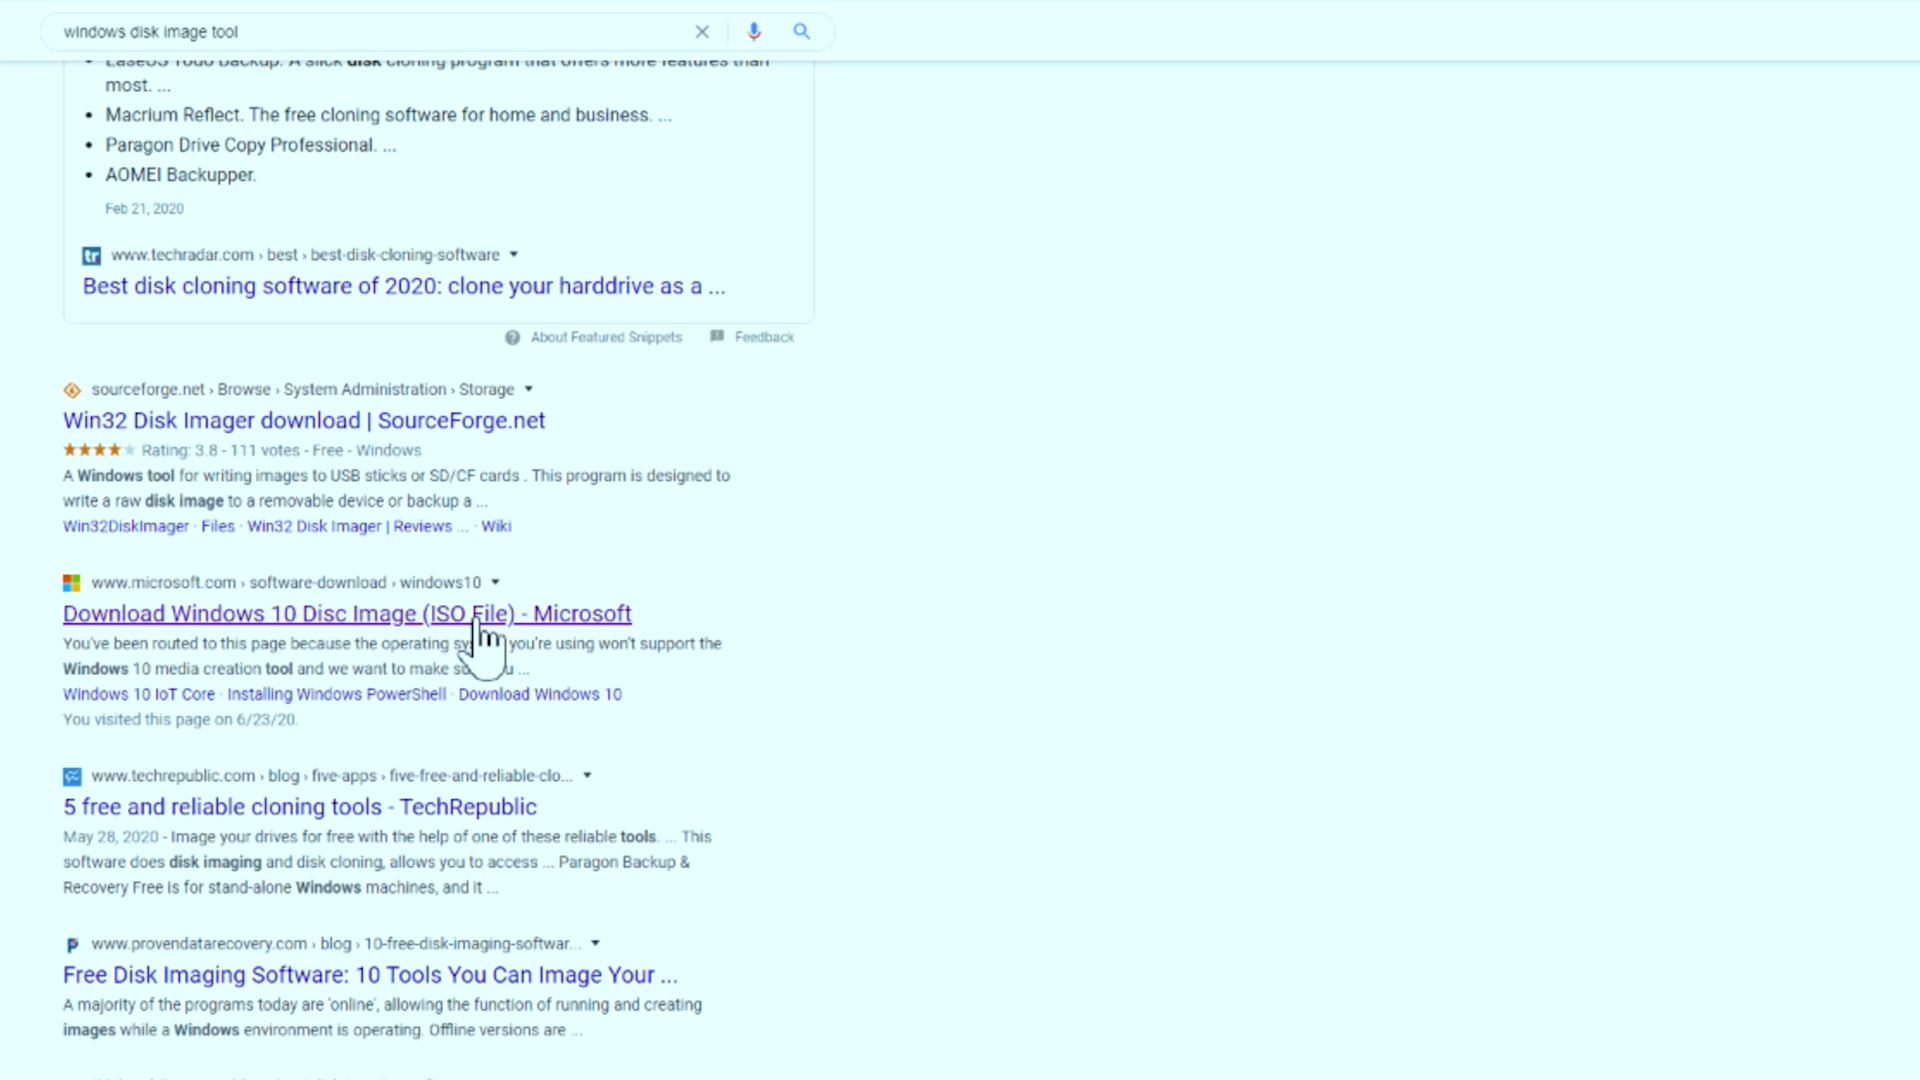 windows disk image tool
EaseUS Todo Backup. A slick disk cloning program that offers more features than
most. ...
• Macrium Reflect. The free cloning software for home and business. ...
• Paragon Drive Copy Professional. ...
• AOMEI Backupper.
Feb 21, 2020
tr www.techradar.com › best › best-disk-cloning-software
Best disk cloning software of 2020: clone your harddrive as a ...
About Featured Snippets Feedback
sourceforge.net › Browse › System Administration › Storage
Win32 Disk Imager download | SourceForge.net
Rating: 3.8 - 111 votes - Free - Windows
A Windows tool for writing images to USB sticks or SD/CF cards . This program is designed to
write a raw disk image to a removable device or backup a ...
Win32DiskImager · Files · Win32 Disk Imager | Reviews ... · Wiki
www.microsoft.com › software-download › windows10
Download Windows 10 Disc Image (ISO File) - Microsoft
You've been routed to this page because the operating you're using won't support the
Windows 10 media creation tool and we want to make ...
Windows 10 IoT Core · Installing Windows PowerShell · Download Windows 10
You visited this page on 6/23/20.
www.techrepublic.com › blog › five-apps › five-free-and-reliable-clo...
5 free and reliable cloning tools - TechRepublic
May 28, 2020 - Image your drives for free with the help of one of these reliable tools. ... This
software does disk imaging and disk cloning, allows you to access ... Paragon Backup &
Recovery Free is for stand-alone Windows machines, and it ...
www.provendatarecovery.com › blog › 10-free-disk-imaging-softwar...
Free Disk Imaging Software: 10 Tools You Can Image Your ...
A majority of the programs today are 'online', allowing the function of running and creating
images while a Windows environment is operating. Offline versions are ...